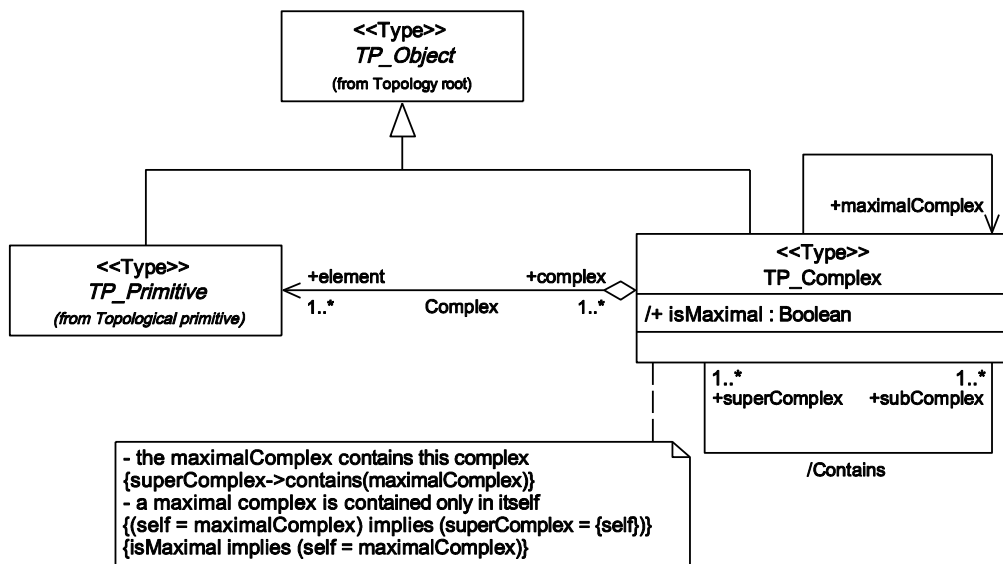 <<Type>>
TP_Object
(from Topology root)
+maximalComplex
<<Type>>
TP_Primitive
(from Topological primitive)
+element
1..*
Complex
+complex
1..*
<<Type>>
TP_Complex
/+ isMaximal : Boolean
1..*
+superComplex
1..*
+subComplex
/Contains
- the maximalComplex contains this complex
{superComplex->contains(maximalComplex)}
- a maximal complex is contained only in itself
{(self = maximalComplex) implies (superComplex = {self})}
{isMaximal implies (self = maximalComplex)}